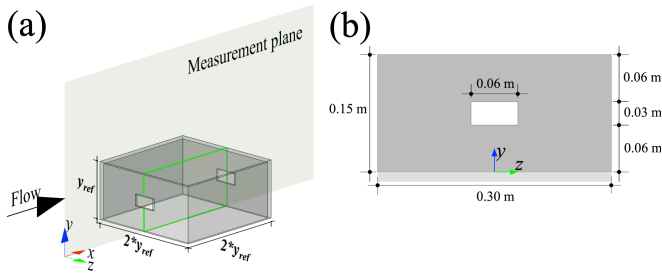 (a)
Measurement plane
y_ref
Flow
y
x
z
2*y_ref
2*y_ref
(b)
0.06 m
0.06 m
0.15 m
0.03 m
0.06 m
y
z
0.30 m